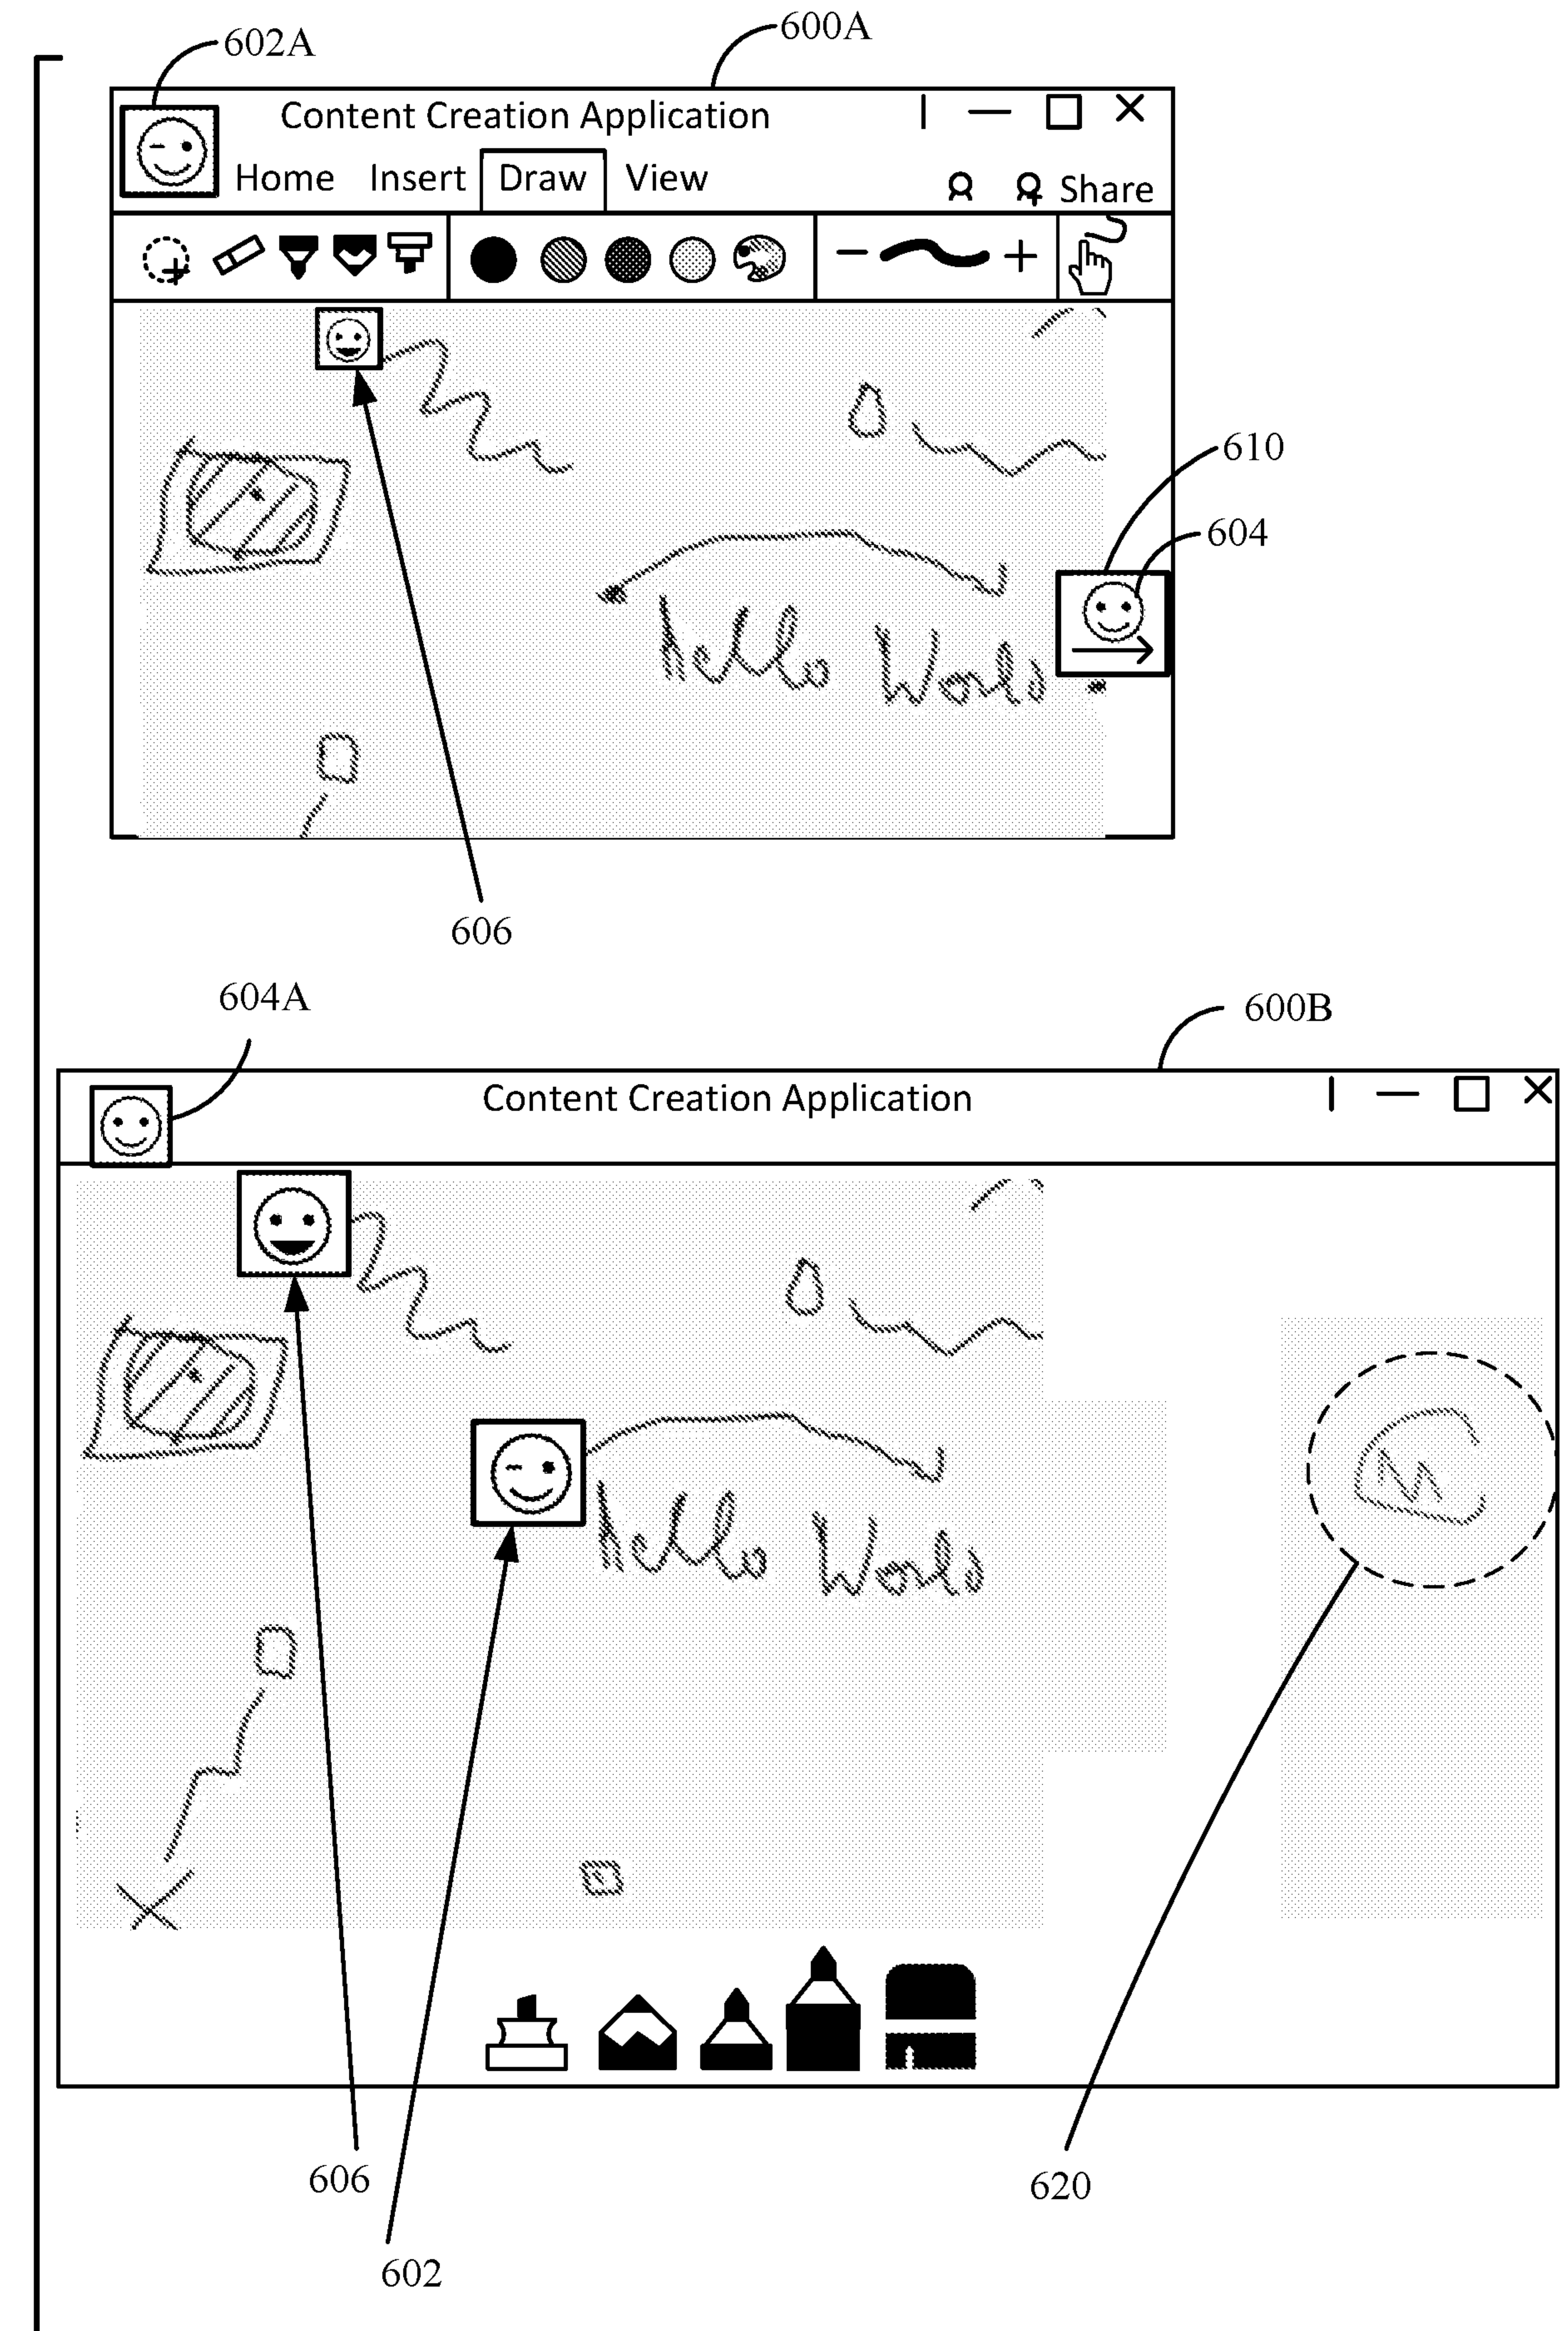 602A
600A
Content Creation Application
Home Insert Draw View
Share
610
604
hello World
606
604A
600B
Content Creation Application
hello World
606
620
602